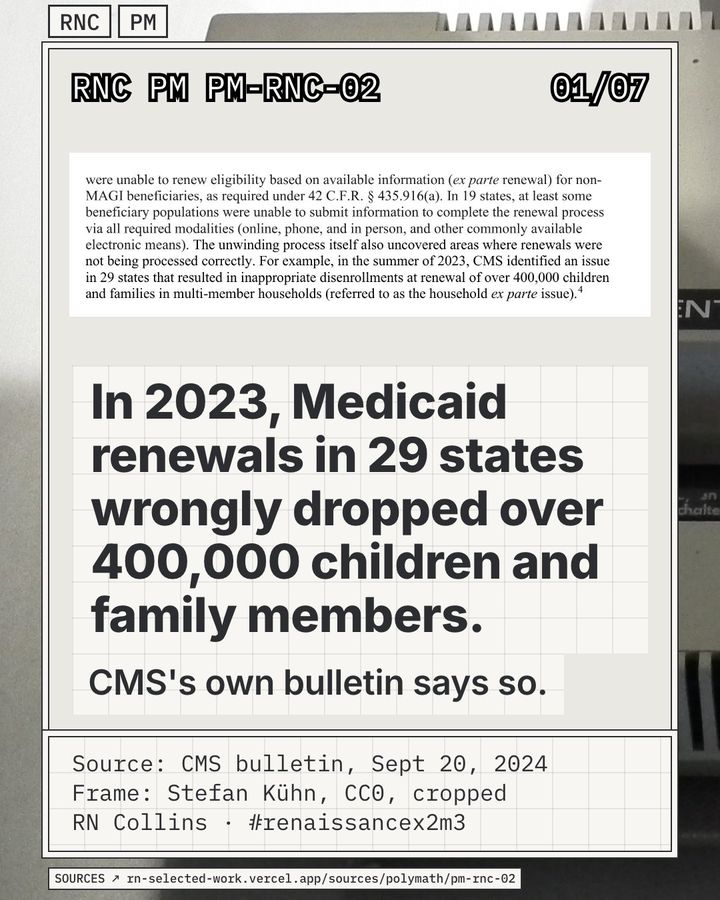 RNC PM
RNC PM PM-RNC-02 01/07
were unable to renew eligibility based on available information (ex parte renewal) for non-
MAGI beneficiaries, as required under 42 C.F.R. § 435.916(a). In 19 states, at least some
beneficiary populations were unable to submit information to complete the renewal process
via all required modalities (online, phone, and in person, and other commonly available
electronic means). The unwinding process itself also uncovered areas where renewals were
not being processed correctly. For example, in the summer of 2023, CMS identified an issue
in 29 states that resulted in inappropriate disenrollments at renewal of over 400,000 children
and families in multi-member households (referred to as the household ex parte issue).⁴
In 2023, Medicaid
renewals in 29 states
wrongly dropped over
400,000 children and
family members.
CMS's own bulletin says so.
Source: CMS bulletin, Sept 20, 2024
Frame: Stefan Kühn, CC0, cropped
RN Collins · #renaissancex2m3
SOURCES ↗ rn-selected-work.vercel.app/sources/polymath/pm-rnc-02